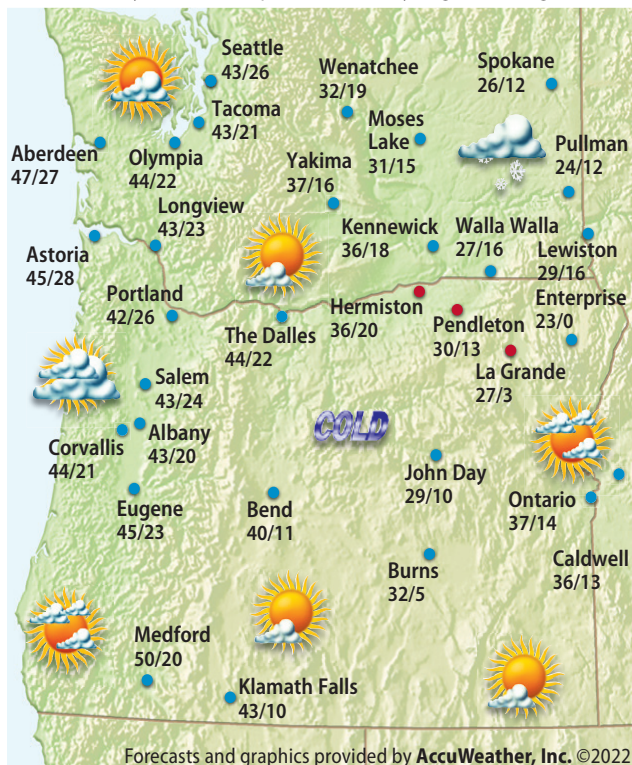 Seattle
43/26
Wenatchee
32/19
Spokane
26/12
Tacoma
43/21
Moses
Lake
31/15
Aberdeen
47/27
Olympia
44/22
Yakima
37/16
Pullman
24/12
Longview
43/23
Kennewick
36/18
Walla Walla
27/16
Lewiston
29/16
Astoria
45/28
Portland
42/26
The Dalles
44/22
Hermiston
36/20
Pendleton
30/13
Enterprise
23/0
La Grande
27/3
Salem
43/24
COLD
Corvallis
44/21
Albany
43/20
John Day
29/10
Ontario
37/14
Eugene
45/23
Bend
40/11
Burns
32/5
Caldwell
36/13
Medford
50/20
Klamath Falls
43/10
Forecasts and graphics provided by AccuWeather, Inc. ©2022